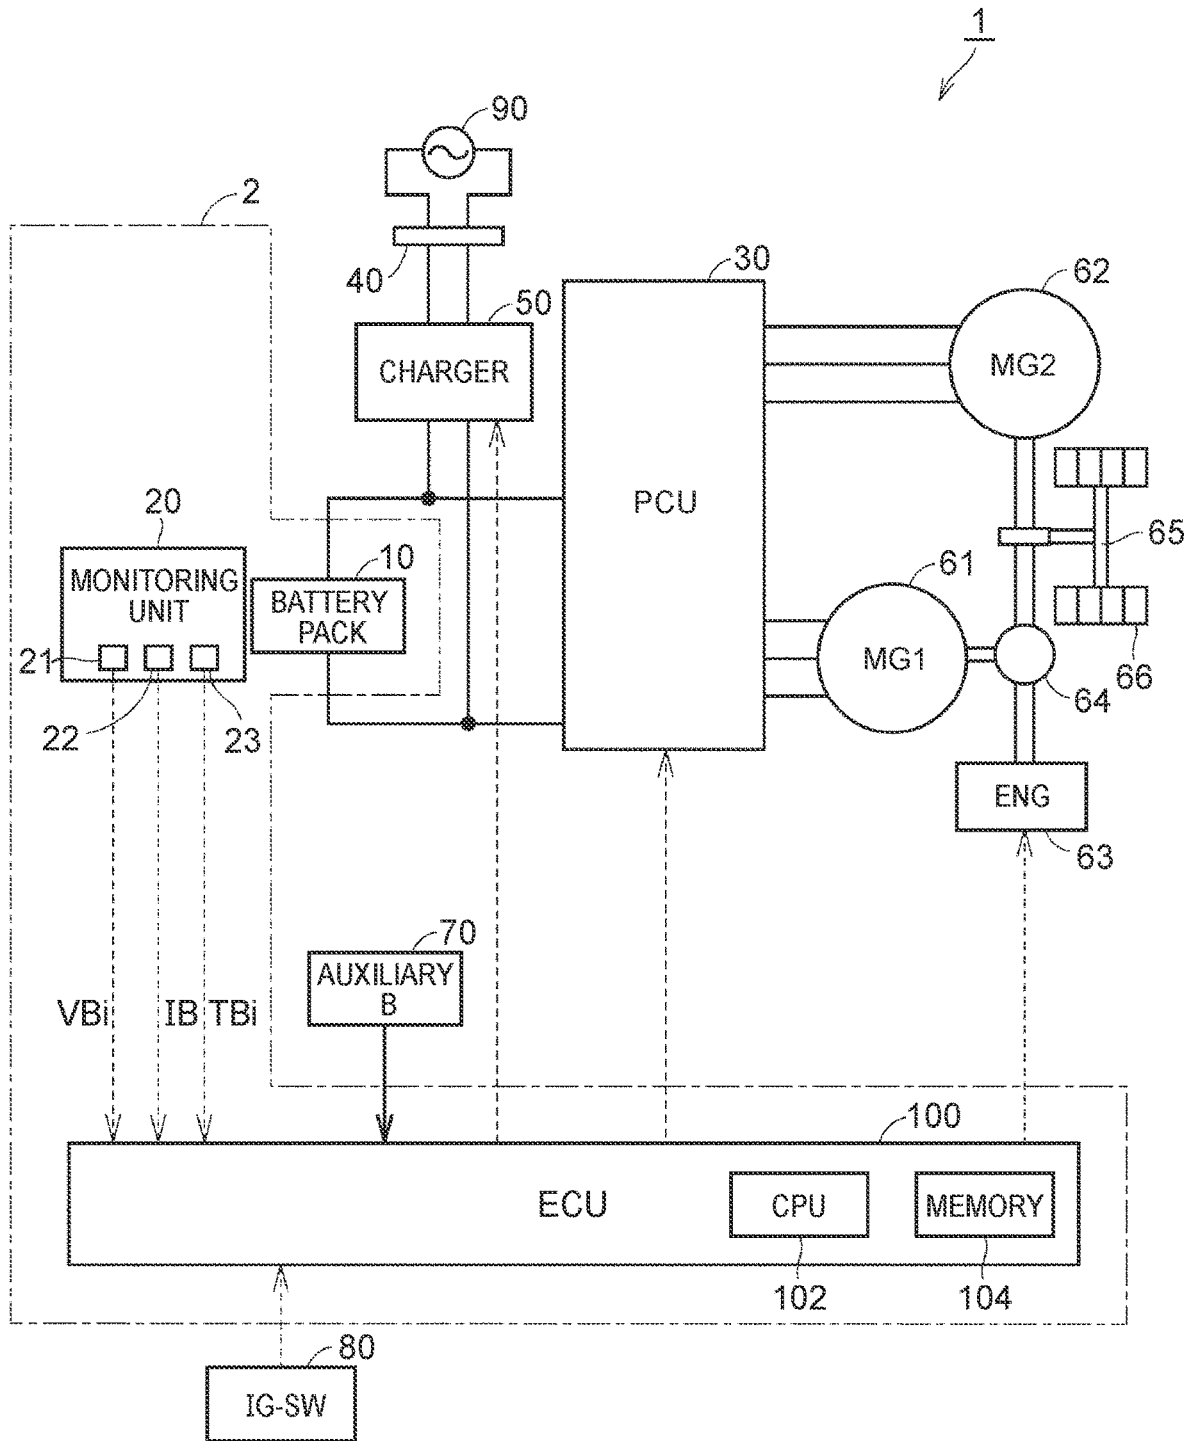 1
90
2
40
30
62
50
CHARGER
MG2
PCU
20
10
65
MONITORING
UNIT
BATTERY
PACK
61
MG1
21
22
23
64
66
ENG
63
70
AUXILIARY
B
VBi
IB
TBi
100
ECU
CPU
MEMORY
102
104
80
IG-SW